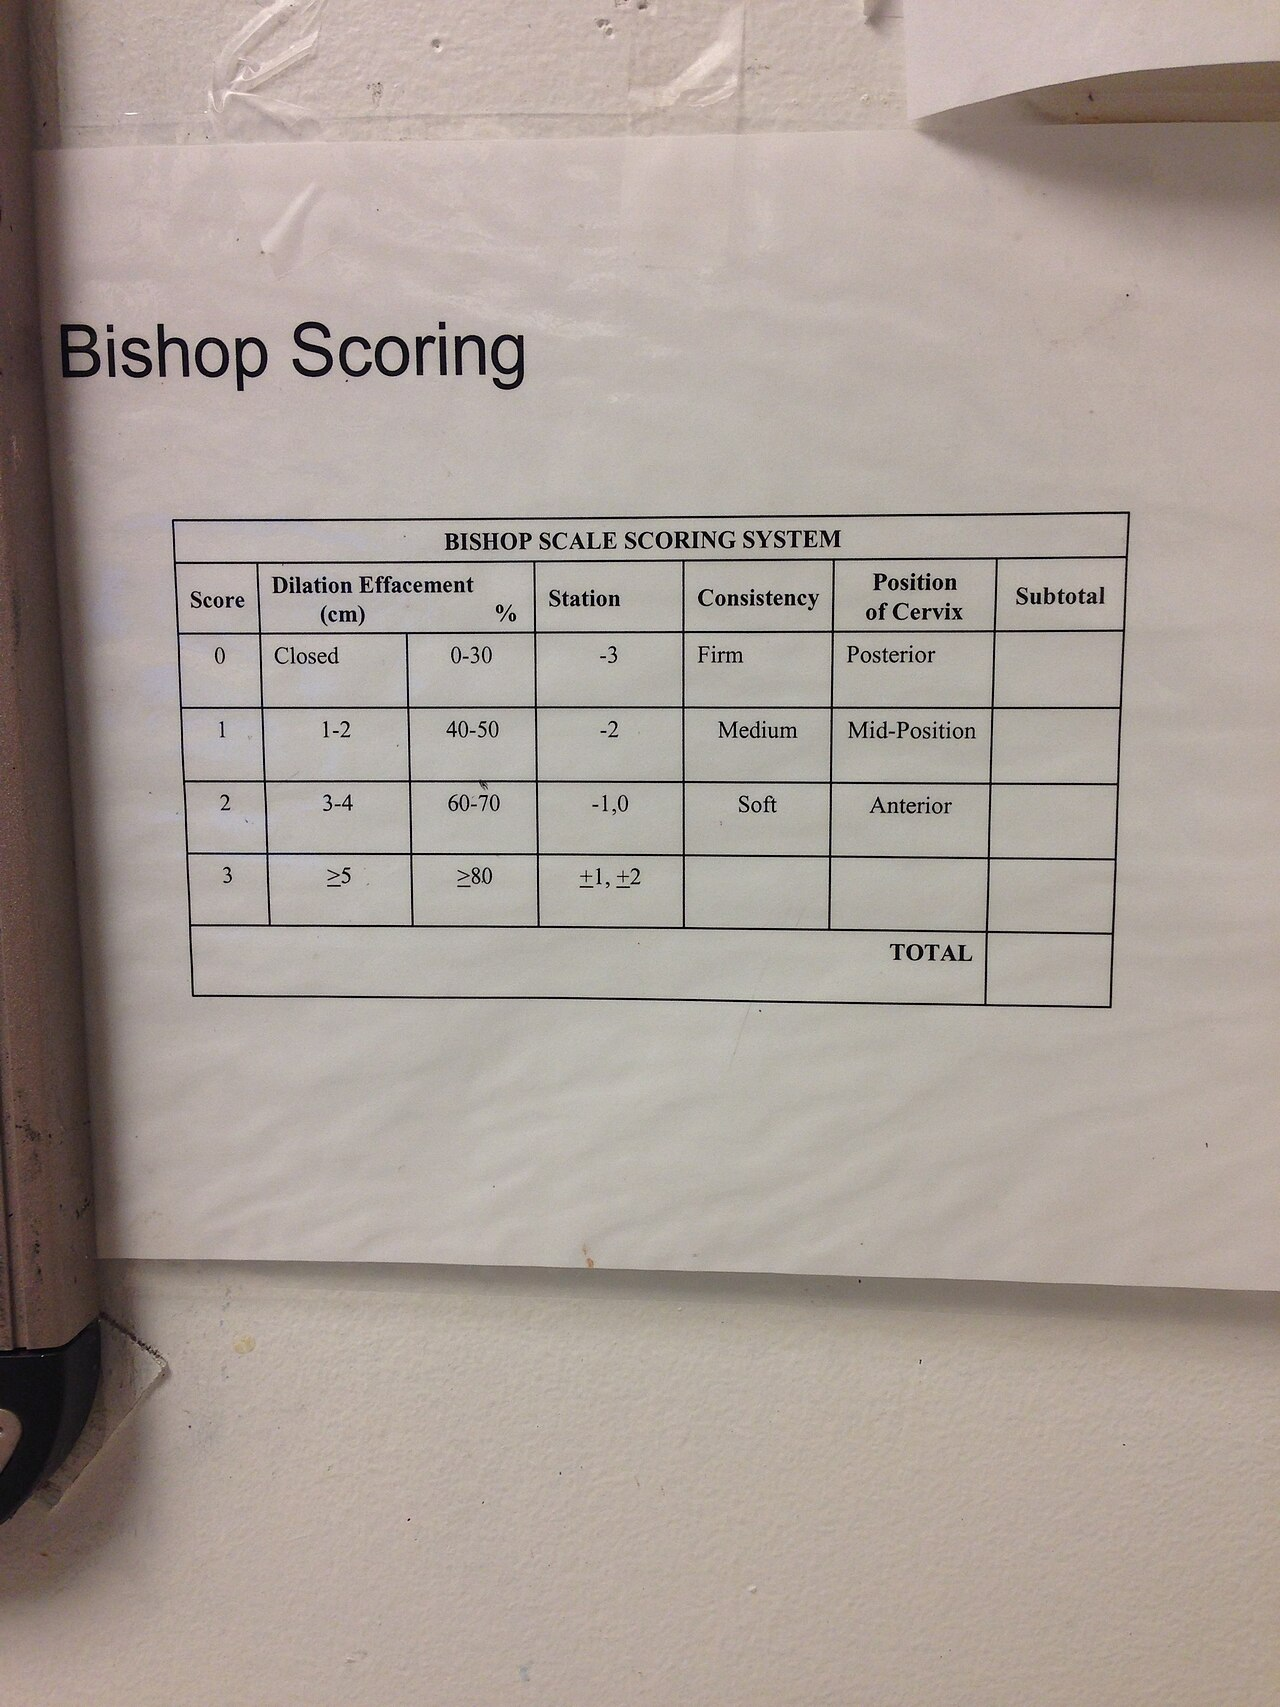 Bishop Scoring
BISHOP SCALE SCORING SYSTEM
Score Dilation Effacement Station Consistency Position Subtotal
(cm) % of Cervix
0 Closed 0-30 -3 Firm Posterior
1 1-2 40-50 -2 Medium Mid-Position
2 3-4 60-70 -1,0 Soft Anterior
3 ≥5 ≥80 ±1, ±2
TOTAL